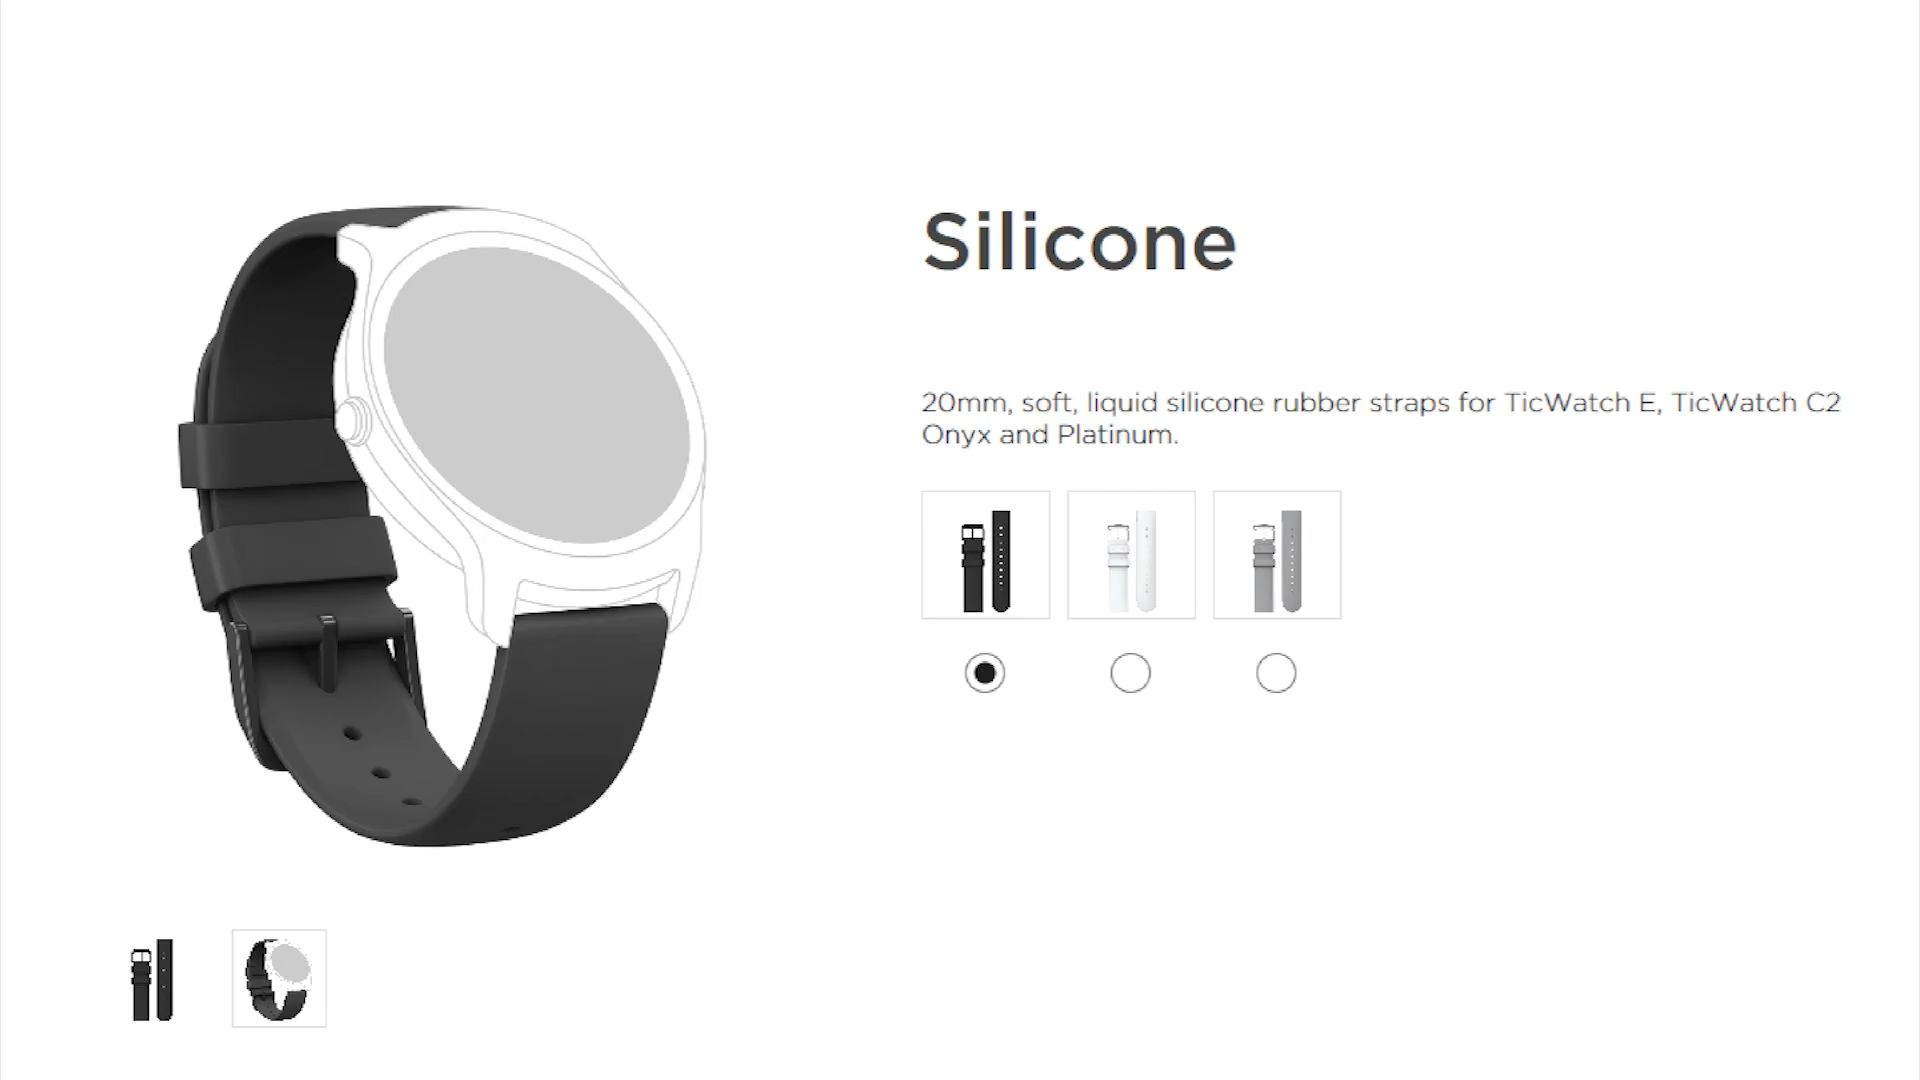 Silicone
20mm, soft, liquid silicone rubber straps for TicWatch E, TicWatch C2
Onyx and Platinum.